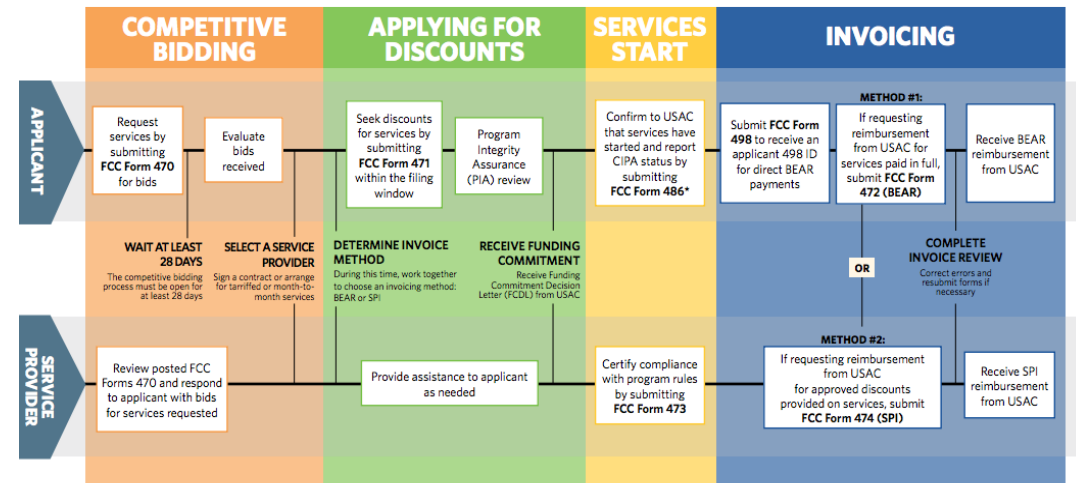 COMPETITIVE
BIDDING
APPLYING FOR
DISCOUNTS
SERVICES
START
INVOICING
APPLICANT
Request
services by
submitting
FCC Form 470
for bids
Evaluate
bids
received
Seek discounts
for services by
submitting
FCC Form 471
within the filing
window
Program
Integrity
Assurance
(PIA) review
Confirm to USAC
that services have
started and report
CIPA status by
submitting
FCC Form 486*
Submit FCC Form
498 to receive an
applicant 498 ID
for direct BEAR
payments
METHOD #1:
If requesting
reimbursement
from USAC for
services paid in full,
submit FCC Form
472 (BEAR)
Receive BEAR
reimbursement
from USAC
WAIT AT LEAST
28 DAYS
The competitive bidding
process must be open for
at least 28 days
SELECT A SERVICE
PROVIDER
Sign a contract or arrange
for tarriffed or month-to-
month services
DETERMINE INVOICE
METHOD
During this time, work together
to choose an invoicing method:
BEAR or SPI
RECEIVE FUNDING
COMMITMENT
Receive Funding
Commitment Decision
Letter (FCDL) from USAC
OR
COMPLETE
INVOICE REVIEW
Correct errors and
resubmit forms if
necessary
SERVICE
PROVIDER
Review posted FCC
Forms 470 and respond
to applicant with bids
for services requested
Provide assistance to applicant
as needed
Certify compliance
with program rules
by submitting
FCC Form 473
METHOD #2:
If requesting reimbursement
from USAC
for approved discounts
provided on services, submit
FCC Form 474 (SPI)
Receive SPI
reimbursement
from USAC